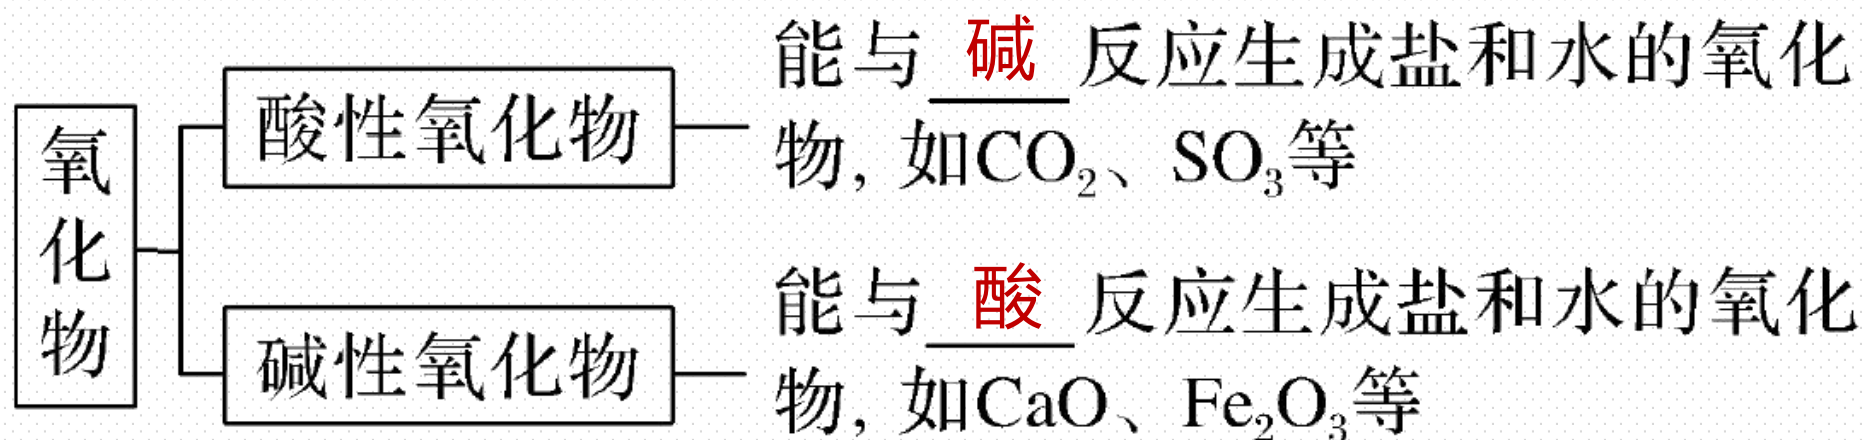 氧化物
酸性氧化物
能与 碱 反应生成盐和水的氧化
物, 如CO₂、SO₃等
碱性氧化物
能与 酸 反应生成盐和水的氧化
物, 如CaO、Fe₂O₃等